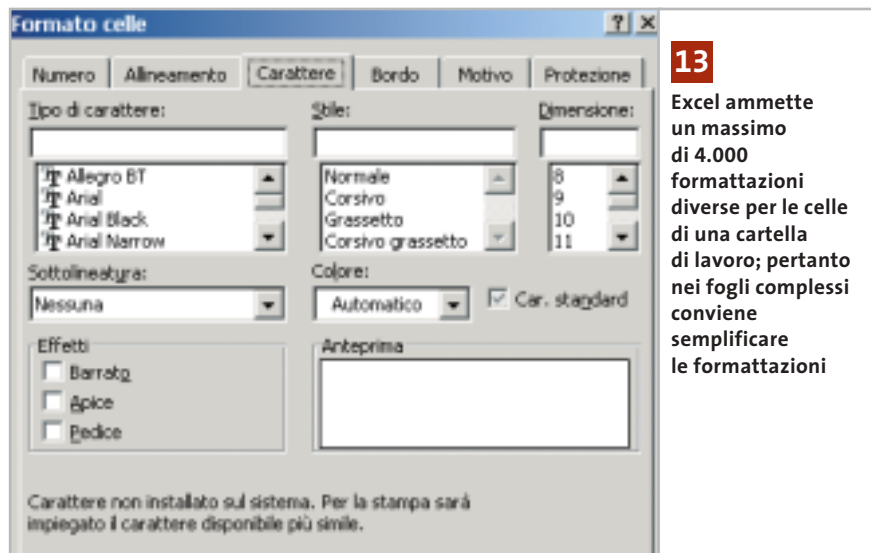 Formato celle
Numero Allineamento Carattere Bordo Motivo Protezione
Tipo di carattere: Stile: Dimensione:
Allegro BT Normale 8
Arial Corsivo 9
Arial Black Grassetto 10
Arial Narrow Corsivo grassetto 11
Sottolineatura: Colore:
Nessuna Automatico Car. standard
Effetti Anteprima
Barrato
Apice
Pedice
Carattere non installato sul sistema. Per la stampa sará
impiegato il carattere disponibile più simile.
13
Excel ammette
un massimo
di 4.000
formattazioni
diverse per le celle
di una cartella
di lavoro; pertanto
nei fogli complessi
conviene
semplificare
le formattazioni